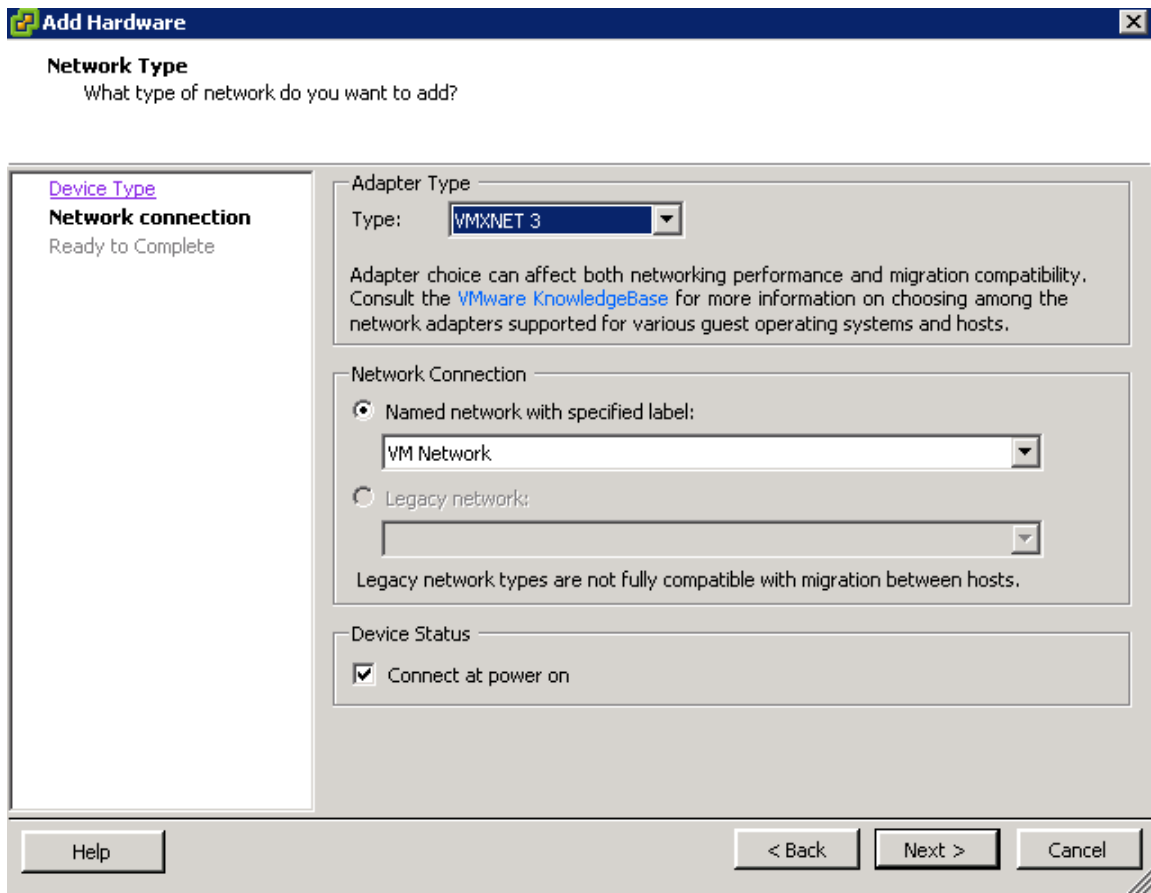 Add Hardware
Network Type
What type of network do you want to add?
Device Type
Network connection
Ready to Complete
Adapter Type
Type: VMXNET 3
Adapter choice can affect both networking performance and migration compatibility.
Consult the VMware KnowledgeBase for more information on choosing among the
network adapters supported for various guest operating systems and hosts.
Network Connection
Named network with specified label:
VM Network
Legacy network:
Legacy network types are not fully compatible with migration between hosts.
Device Status
Connect at power on
Help < Back Next > Cancel